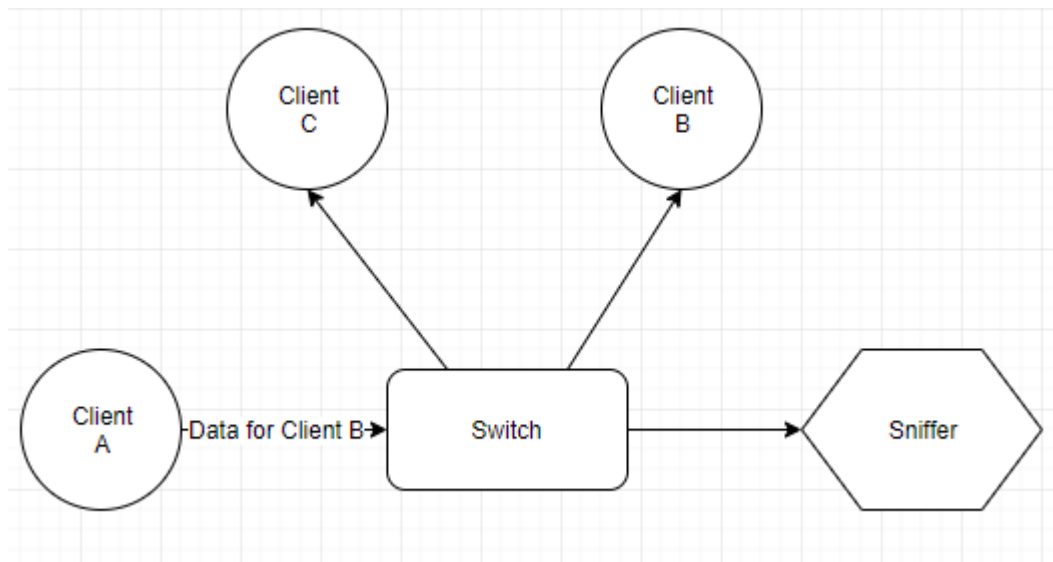 Client
C
Client
B
Client
A
Data for Client B
Switch
Sniffer